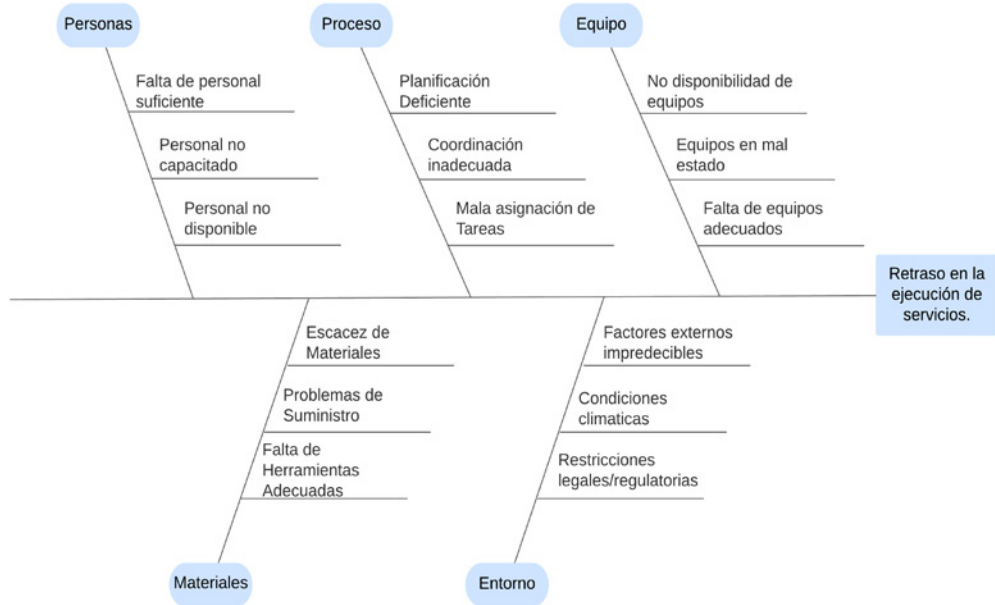 Personas
Proceso
Equipo
Falta de personal
suficiente
Personal no
capacitado
Personal no
disponible
Planificación
Deficiente
Coordinación
inadecuada
Mala asignación de
Tareas
No disponibilidad de
equipos
Equipos en mal
estado
Falta de equipos
adecuados
Retraso en la
ejecución de
servicios.
Escacez de
Materiales
Problemas de
Suministro
Falta de
Herramientas
Adecuadas
Factores externos
impredecibles
Condiciones
climaticas
Restricciones
legales/regulatorias
Materiales
Entorno